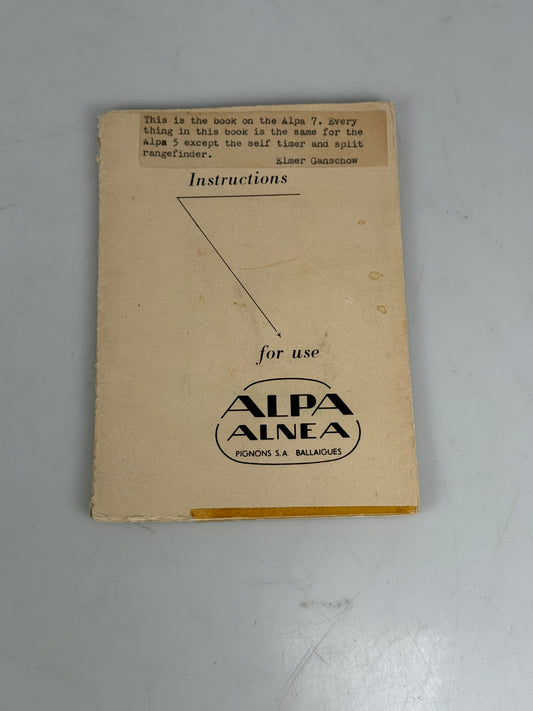 This is the book on the Alpa 7. Every
thing in this book is the same for the
Alpa 5 except the self timer and split
rangefinder.
Elmer Ganschow
Instructions
for use
ALPA
ALNEA
PIGNONS S.A. BALLAIGUES